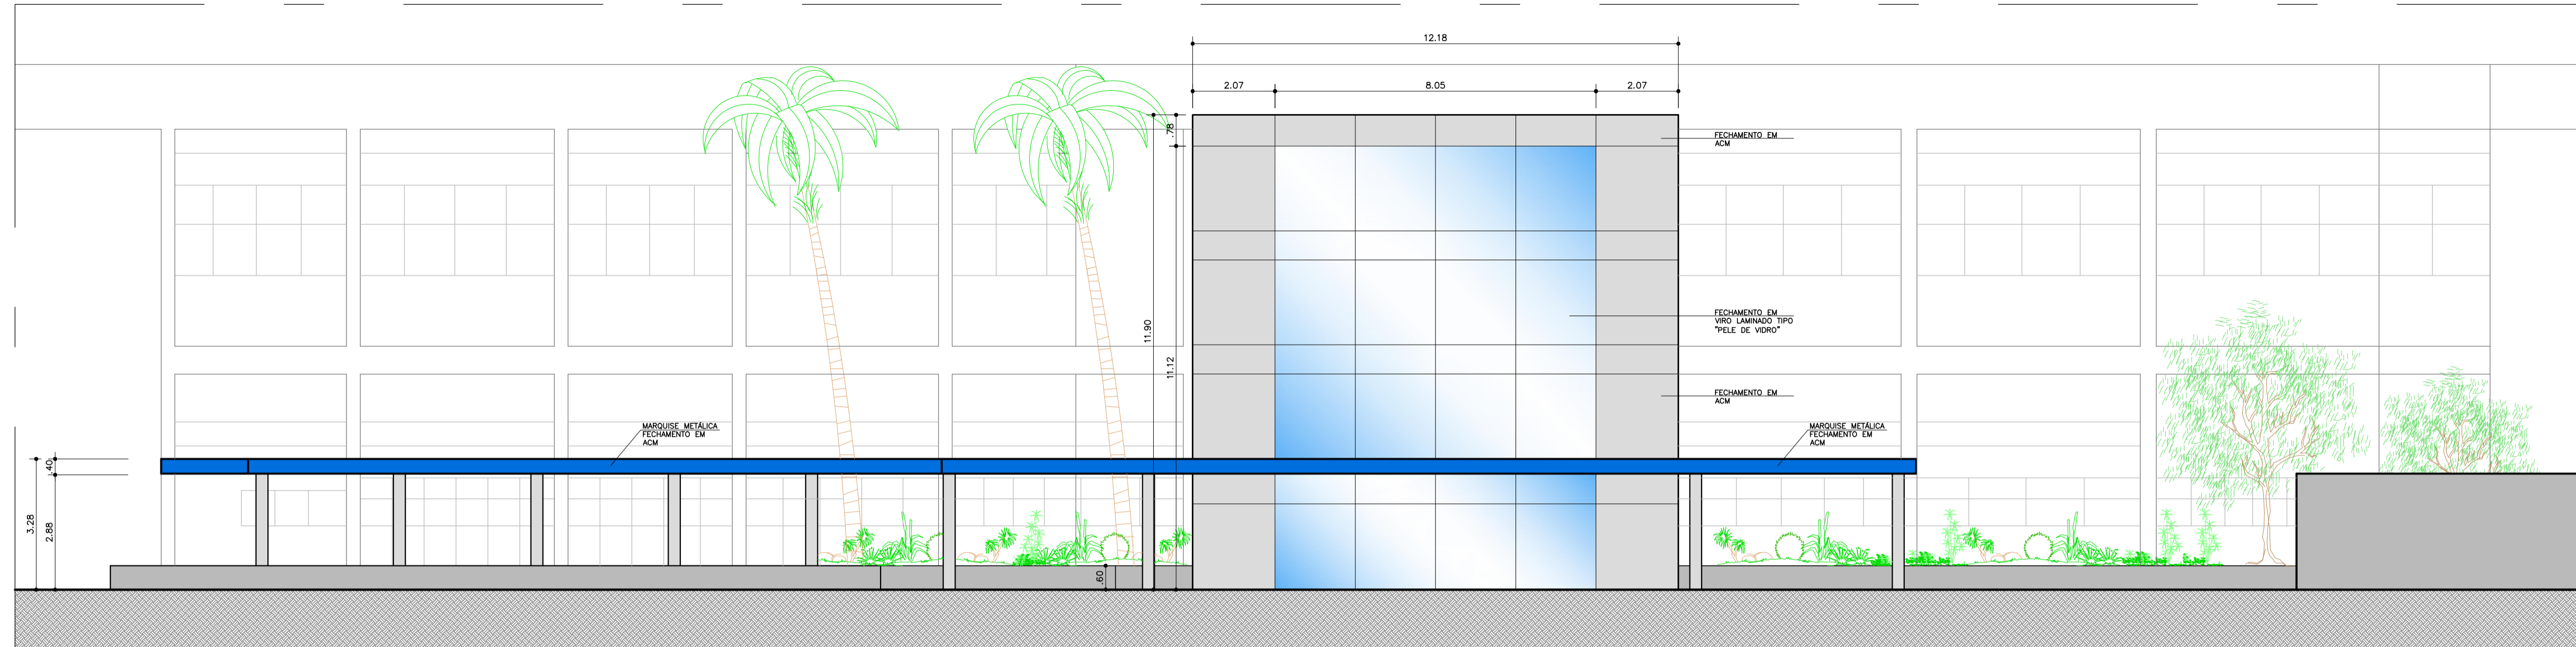 12.18
2.07
8.05
2.07
.78
FECHAMENTO EM
ACM
11.90
11.12
FECHAMENTO EM
VIRO LAMINADO TIPO
"PELE DE VIDRO"
FECHAMENTO EM
ACM
MARQUISE METÁLICA
FECHAMENTO EM
ACM
MARQUISE METÁLICA
FECHAMENTO EM
ACM
.40
3.28
2.88
.60